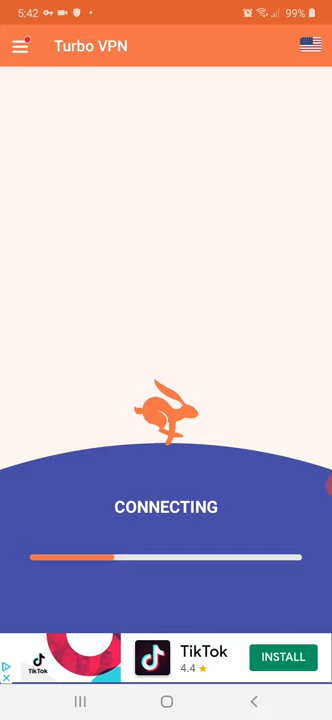 5:42
99%
Turbo VPN
CONNECTING
TikTok
TikTok
4.4
INSTALL